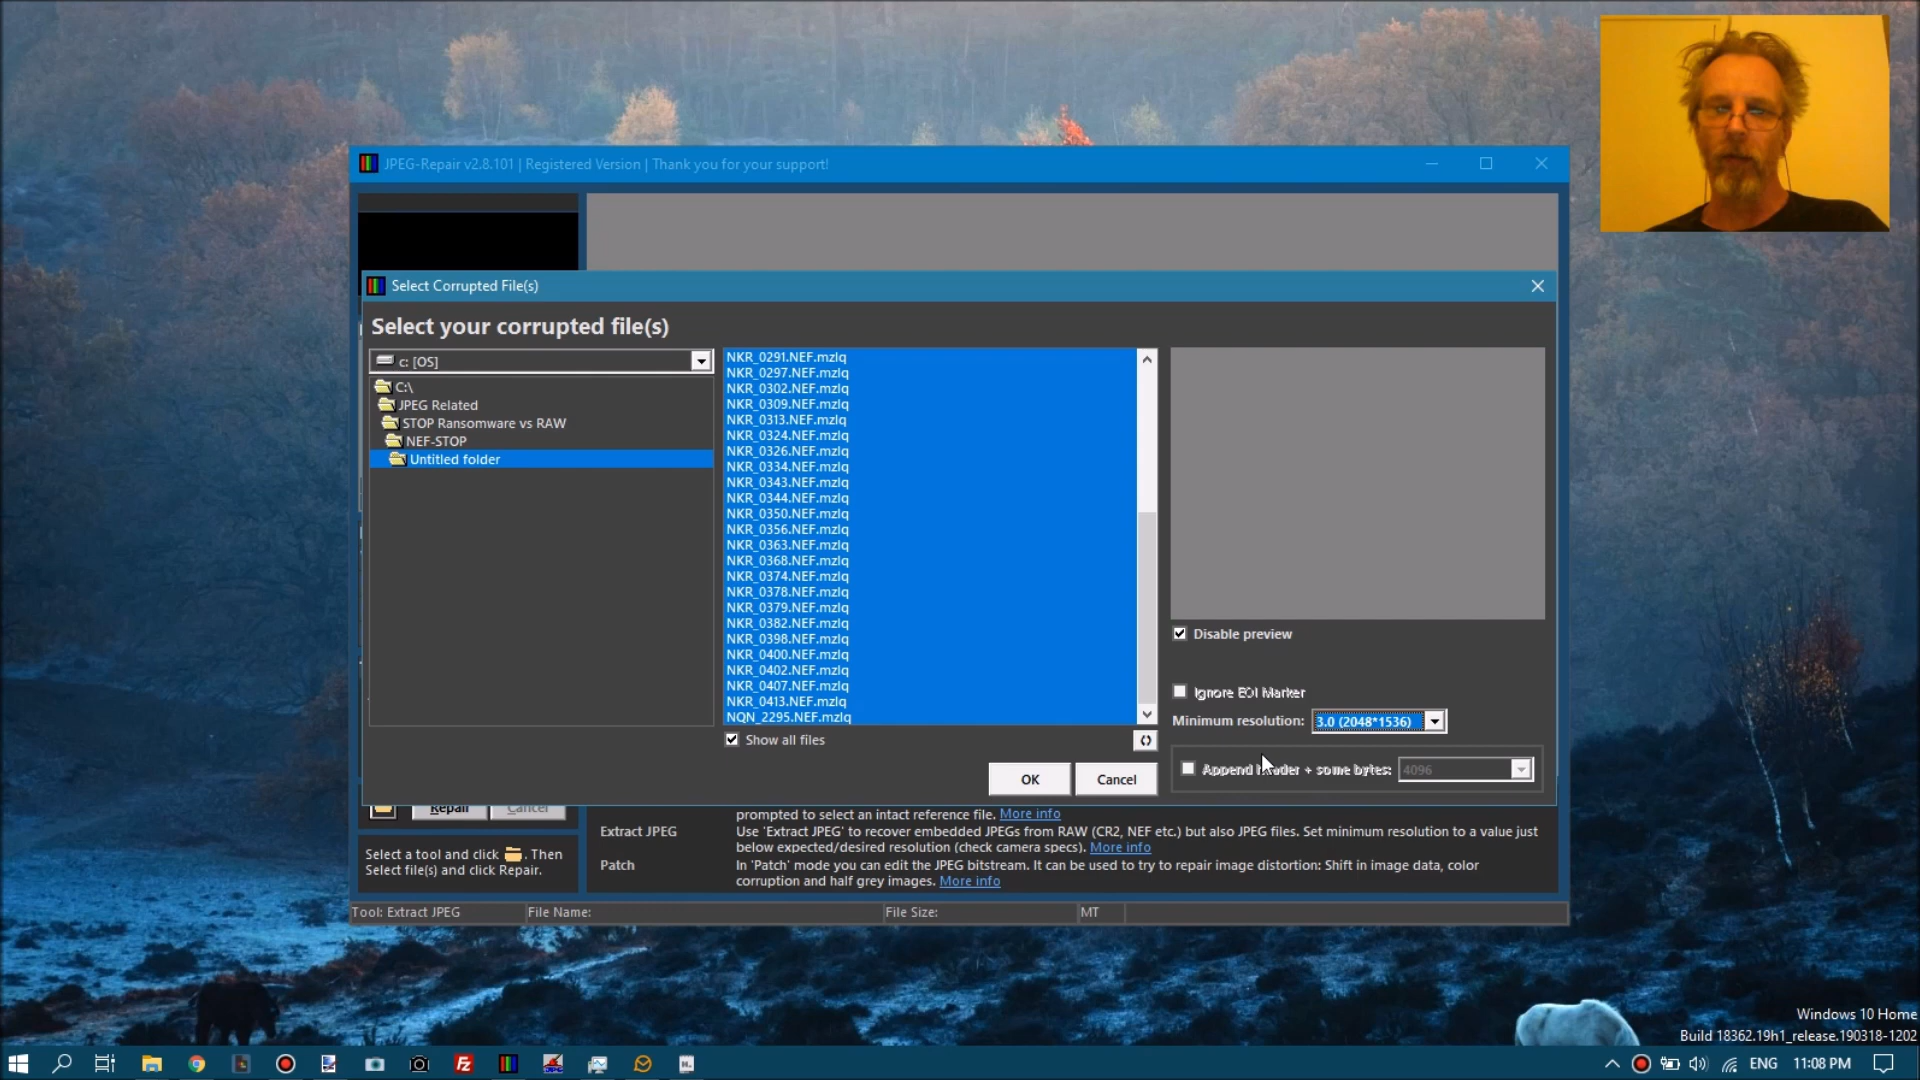 JPEG-Repair v2.8.101 | Registered Version | Thank you for your support!
Select Corrupted File(s)
Select your corrupted file(s)
c: [OS]
C:\
JPEG Related
STOP Ransomware vs RAW
NEF-STOP
Untitled folder
NKR_0291.NEF.mzlq
NKR_0297.NEF.mzlq
NKR_0302.NEF.mzlq
NKR_0309.NEF.mzlq
NKR_0313.NEF.mzlq
NKR_0324.NEF.mzlq
NKR_0326.NEF.mzlq
NKR_0334.NEF.mzlq
NKR_0343.NEF.mzlq
NKR_0344.NEF.mzlq
NKR_0350.NEF.mzlq
NKR_0356.NEF.mzlq
NKR_0363.NEF.mzlq
NKR_0368.NEF.mzlq
NKR_0374.NEF.mzlq
NKR_0378.NEF.mzlq
NKR_0379.NEF.mzlq
NKR_0382.NEF.mzlq
NKR_0398.NEF.mzlq
NKR_0400.NEF.mzlq
NKR_0402.NEF.mzlq
NKR_0407.NEF.mzlq
NKR_0413.NEF.mzlq
NQN_2295.NEF.mzlq
Show all files
Disable preview
Ignore EOI Marker
Minimum resolution: 3.0 (2048*1536)
Append + some bytes: 4096
OK Cancel
Repair Cancel
Select a tool and click . Then
Select file(s) and click Repair.
prompted to select an intact reference file. More info
Extract JPEG Use 'Extract JPEG' to recover embedded JPEGs from RAW (CR2, NEF etc.) but also JPEG files. Set minimum resolution to a value just
below expected/desired resolution (check camera specs). More info
Patch In 'Patch' mode you can edit the JPEG bitstream. It can be used to try to repair image distortion: Shift in image data, color
corruption and half grey images. More info
Tool: Extract JPEG File Name: File Size: MT
Windows 10 Home
Build 18362.19h1_release.190318-1202
Fz
ENG 11:08 PM